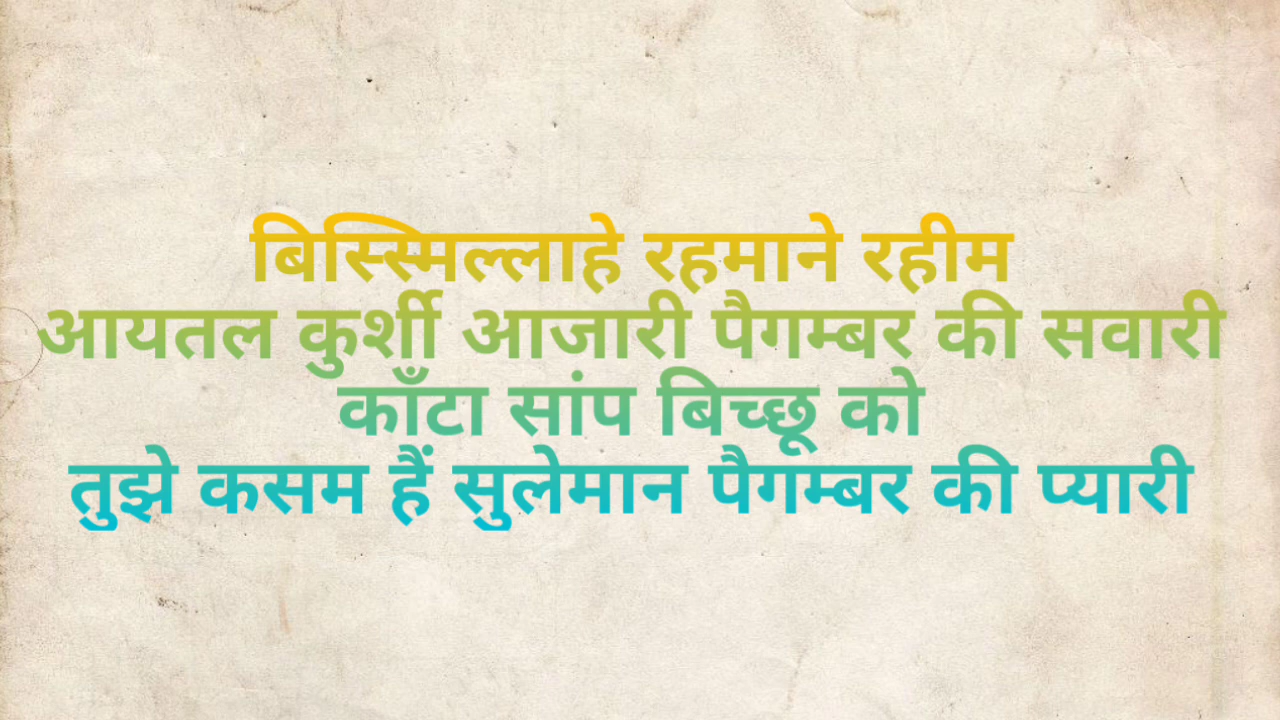 बिस्स्मिल्लाहे रहमाने रहीम
आयतल कुर्शी आजारी पैगम्बर की सवारी
काँटा सांप बिच्छू को
तुझे कसम हैं सुलेमान पैगम्बर की प्यारी